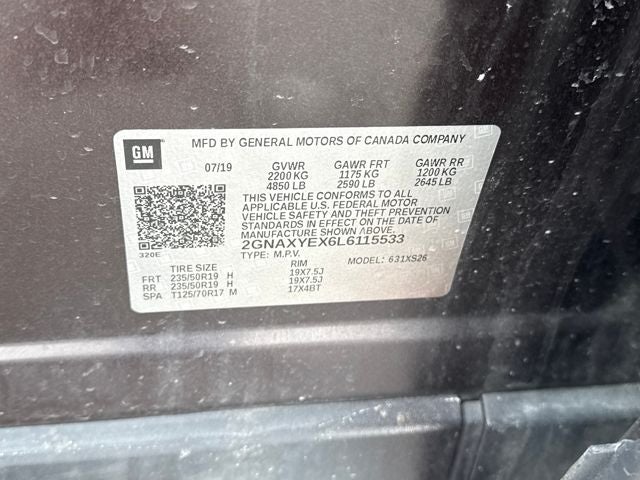 GM
MFD BY GENERAL MOTORS OF CANADA COMPANY
07/19 GVWR GAWR FRT GAWR RR
2200 KG 1175 KG 1200 KG
4850 LB 2590 LB 2645 LB
THIS VEHICLE CONFORMS TO ALL
APPLICABLE U.S. FEDERAL MOTOR
VEHICLE SAFETY AND THEFT PREVENTION
STANDARDS IN EFFECT ON THE DATE OF
MANUFACTURE SHOWN ABOVE.
2GNAXYEX6L6115533
320E
TYPE: M.P.V. MODEL: 631XS26
TIRE SIZE RIM
FRT 235/50R19 H 19X7.5J
RR 235/50R19 H 19X7.5J
SPA T125/70R17 M 17X4BT